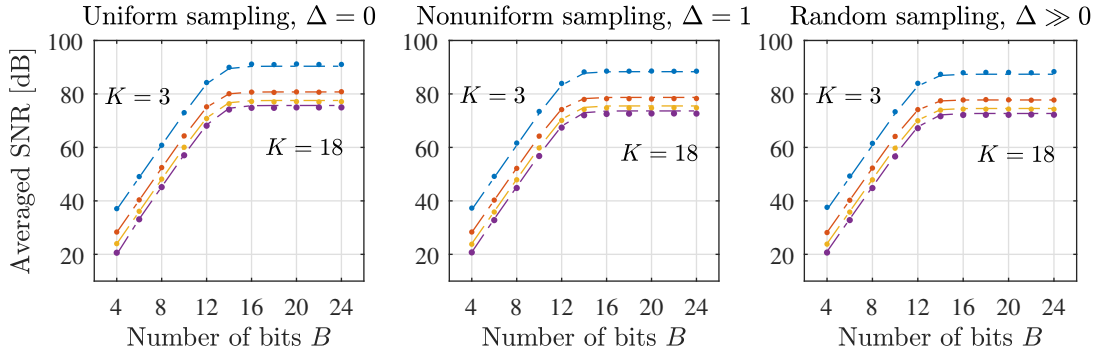 Uniform sampling, Δ = 0
Nonuniform sampling, Δ = 1
Random sampling, Δ ≫ 0
Averaged SNR [dB]
100
80
60
40
20
K = 3
K = 18
4 8 12 16 20 24
Number of bits B
100
80
60
40
20
K = 3
K = 18
4 8 12 16 20 24
Number of bits B
100
80
60
40
20
K = 3
K = 18
4 8 12 16 20 24
Number of bits B